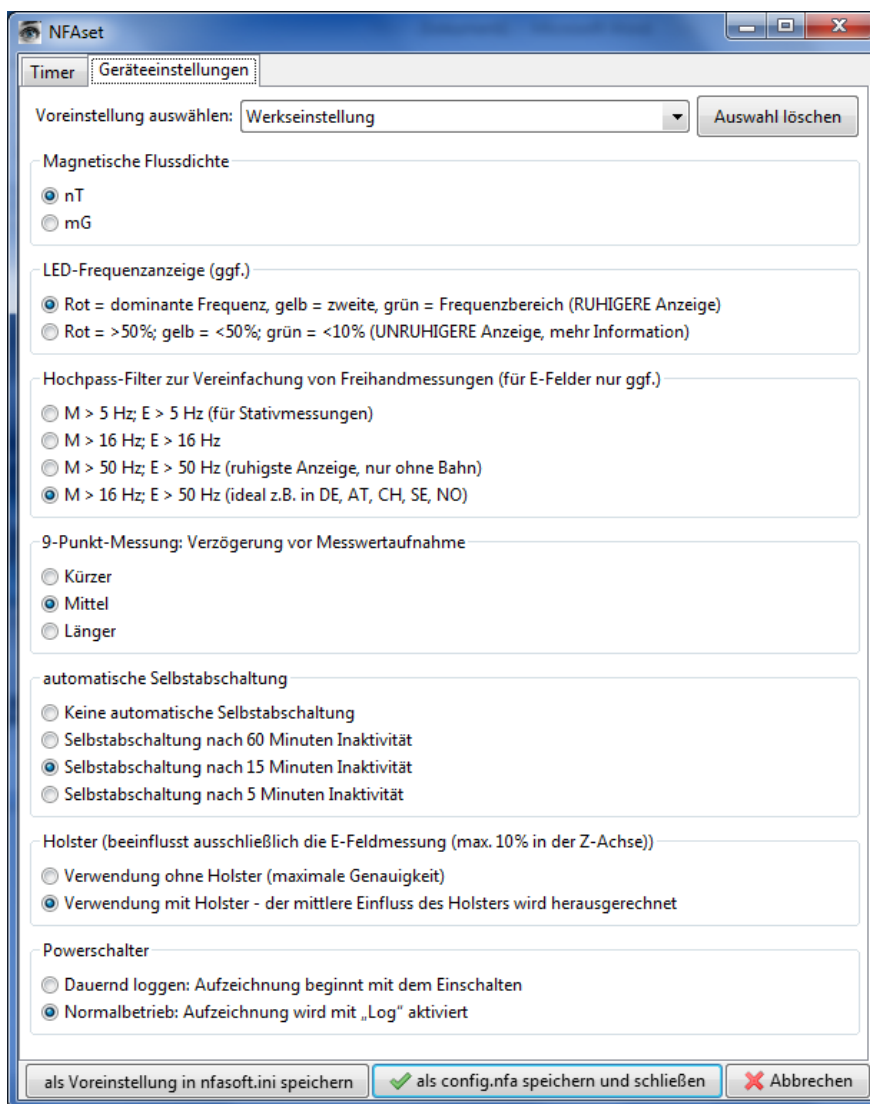 NFAset
Timer Geräteeinstellungen
Voreinstellung auswählen: Werkseinstellung Auswahl löschen
Magnetische Flussdichte
nT
mG
LED-Frequenzanzeige (ggf.)
Rot = dominante Frequenz, gelb = zweite, grün = Frequenzbereich (RUHIGERE Anzeige)
Rot = >50%; gelb = <50%; grün = <10% (UNRUHIGERE Anzeige, mehr Information)
Hochpass-Filter zur Vereinfachung von Freihandmessungen (für E-Felder nur ggf.)
M > 5 Hz; E > 5 Hz (für Stativmessungen)
M > 16 Hz; E > 16 Hz
M > 50 Hz; E > 50 Hz (ruhigste Anzeige, nur ohne Bahn)
M > 16 Hz; E > 50 Hz (ideal z.B. in DE, AT, CH, SE, NO)
9-Punkt-Messung: Verzögerung vor Messwertaufnahme
Kürzer
Mittel
Länger
automatische Selbstabschaltung
Keine automatische Selbstabschaltung
Selbstabschaltung nach 60 Minuten Inaktivität
Selbstabschaltung nach 15 Minuten Inaktivität
Selbstabschaltung nach 5 Minuten Inaktivität
Holster (beeinflusst ausschließlich die E-Feldmessung (max. 10% in der Z-Achse))
Verwendung ohne Holster (maximale Genauigkeit)
Verwendung mit Holster - der mittlere Einfluss des Holsters wird herausgerechnet
Powerschalter
Dauernd loggen: Aufzeichnung beginnt mit dem Einschalten
Normalbetrieb: Aufzeichnung wird mit „Log“ aktiviert
als Voreinstellung in nfasoft.ini speichern als config.nfa speichern und schließen Abbrechen